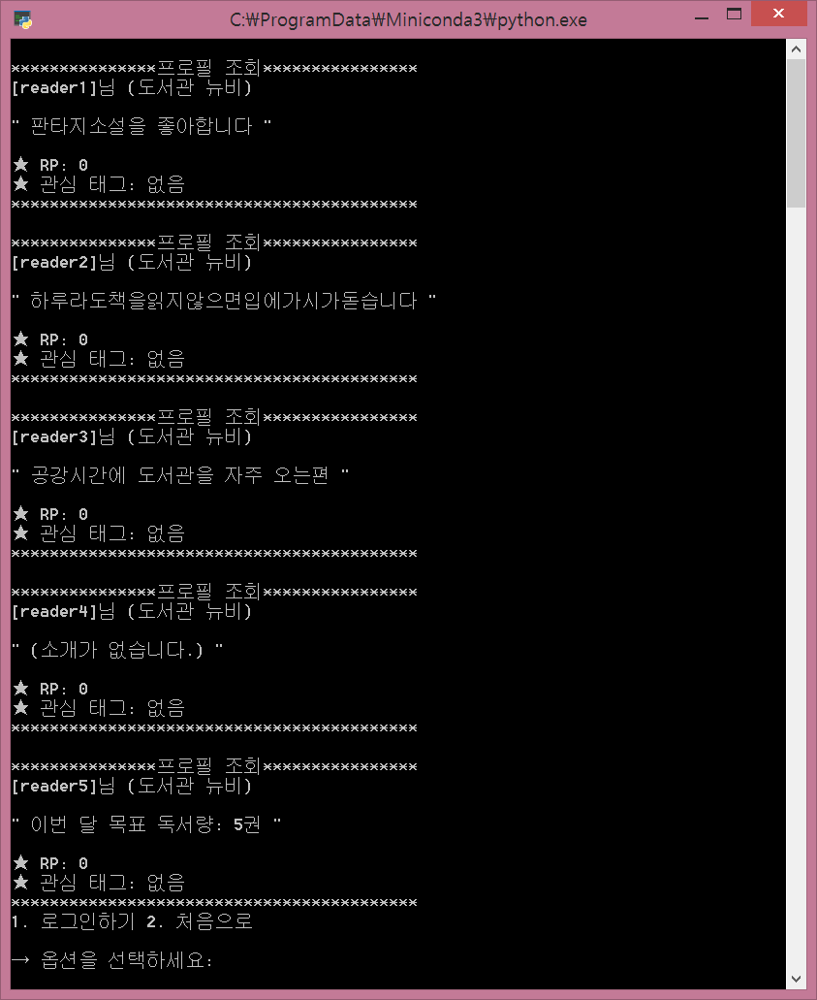 C:₩ProgramData₩Miniconda3₩python.exe
***************프로필 조회****************
[reader1]님 (도서관 뉴비)
" 판타지소설을 좋아합니다 "
★ RP: 0
★ 관심 태그: 없음
******************************************
***************프로필 조회****************
[reader2]님 (도서관 뉴비)
" 하루라도책을읽지않으면입에가시가돋습니다 "
★ RP: 0
★ 관심 태그: 없음
******************************************
***************프로필 조회****************
[reader3]님 (도서관 뉴비)
" 공강시간에 도서관을 자주 오는편 "
★ RP: 0
★ 관심 태그: 없음
******************************************
***************프로필 조회****************
[reader4]님 (도서관 뉴비)
" (소개가 없습니다.) "
★ RP: 0
★ 관심 태그: 없음
******************************************
***************프로필 조회****************
[reader5]님 (도서관 뉴비)
" 이번 달 목표 독서량: 5권 "
★ RP: 0
★ 관심 태그: 없음
******************************************
1. 로그인하기 2. 처음으로
→ 옵션을 선택하세요: